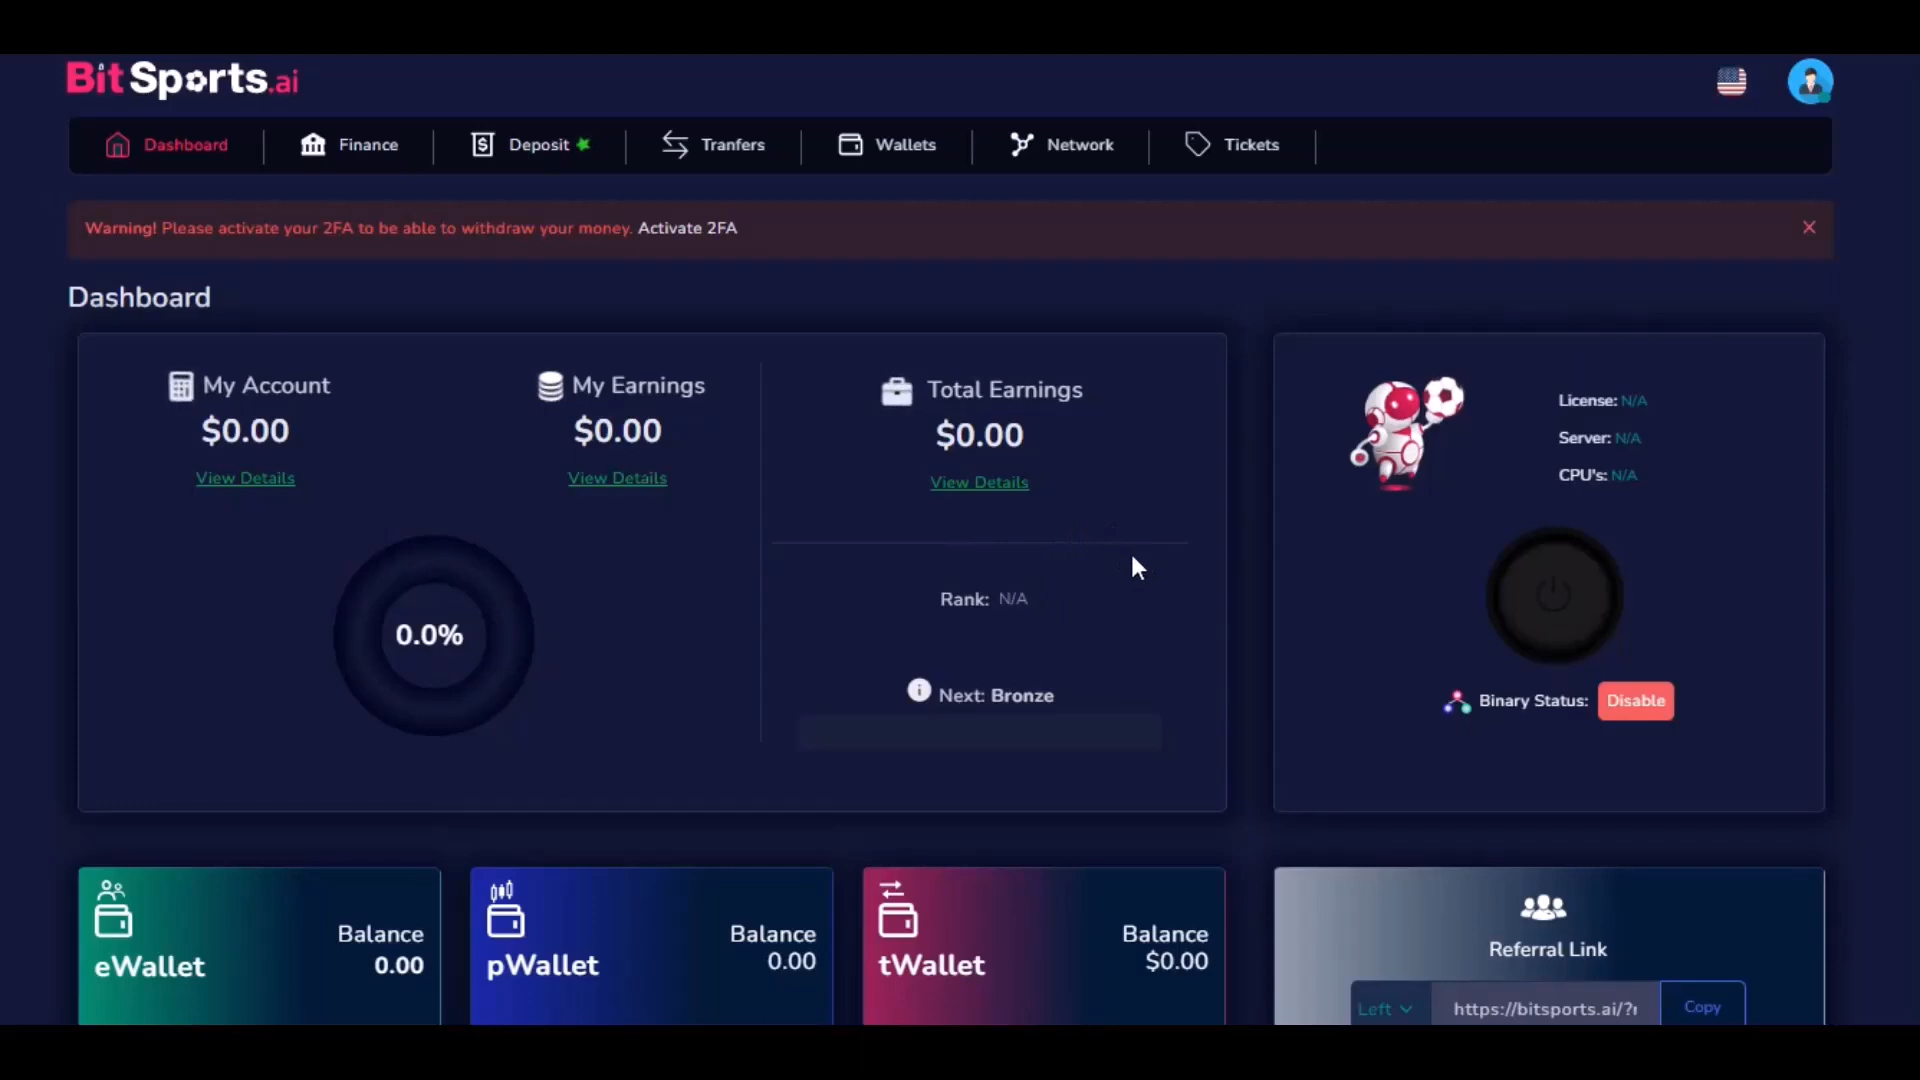 BitSports.ai
Dashboard Finance Deposit Tranfers Wallets Network Tickets
Warning! Please activate your 2FA to be able to withdraw your money. Activate 2FA
Dashboard
My Account
$0.00
View Details
My Earnings
$0.00
View Details
0.0%
Total Earnings
$0.00
View Details
Rank: N/A
Next: Bronze
License: N/A
Server: N/A
CPU's: N/A
Binary Status: Disable
eWallet
Balance
0.00
pWallet
Balance
0.00
tWallet
Balance
$0.00
Referral Link
Left https://bitsports.ai/?r Copy